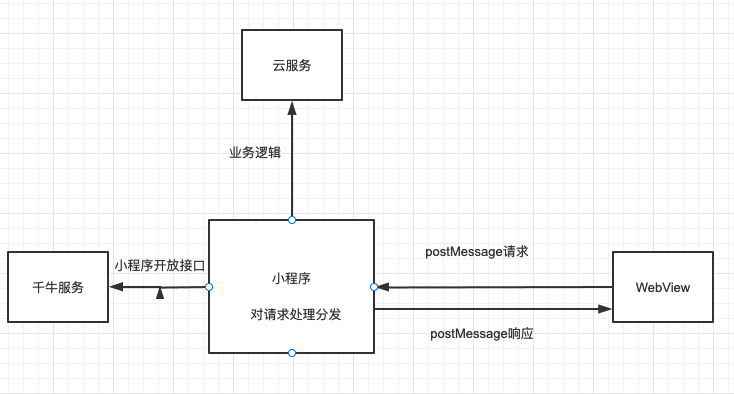 云服务
业务逻辑
postMessage请求
小程序开放接口
小程序
千牛服务
WebView
对请求处理分发
postMessage响应